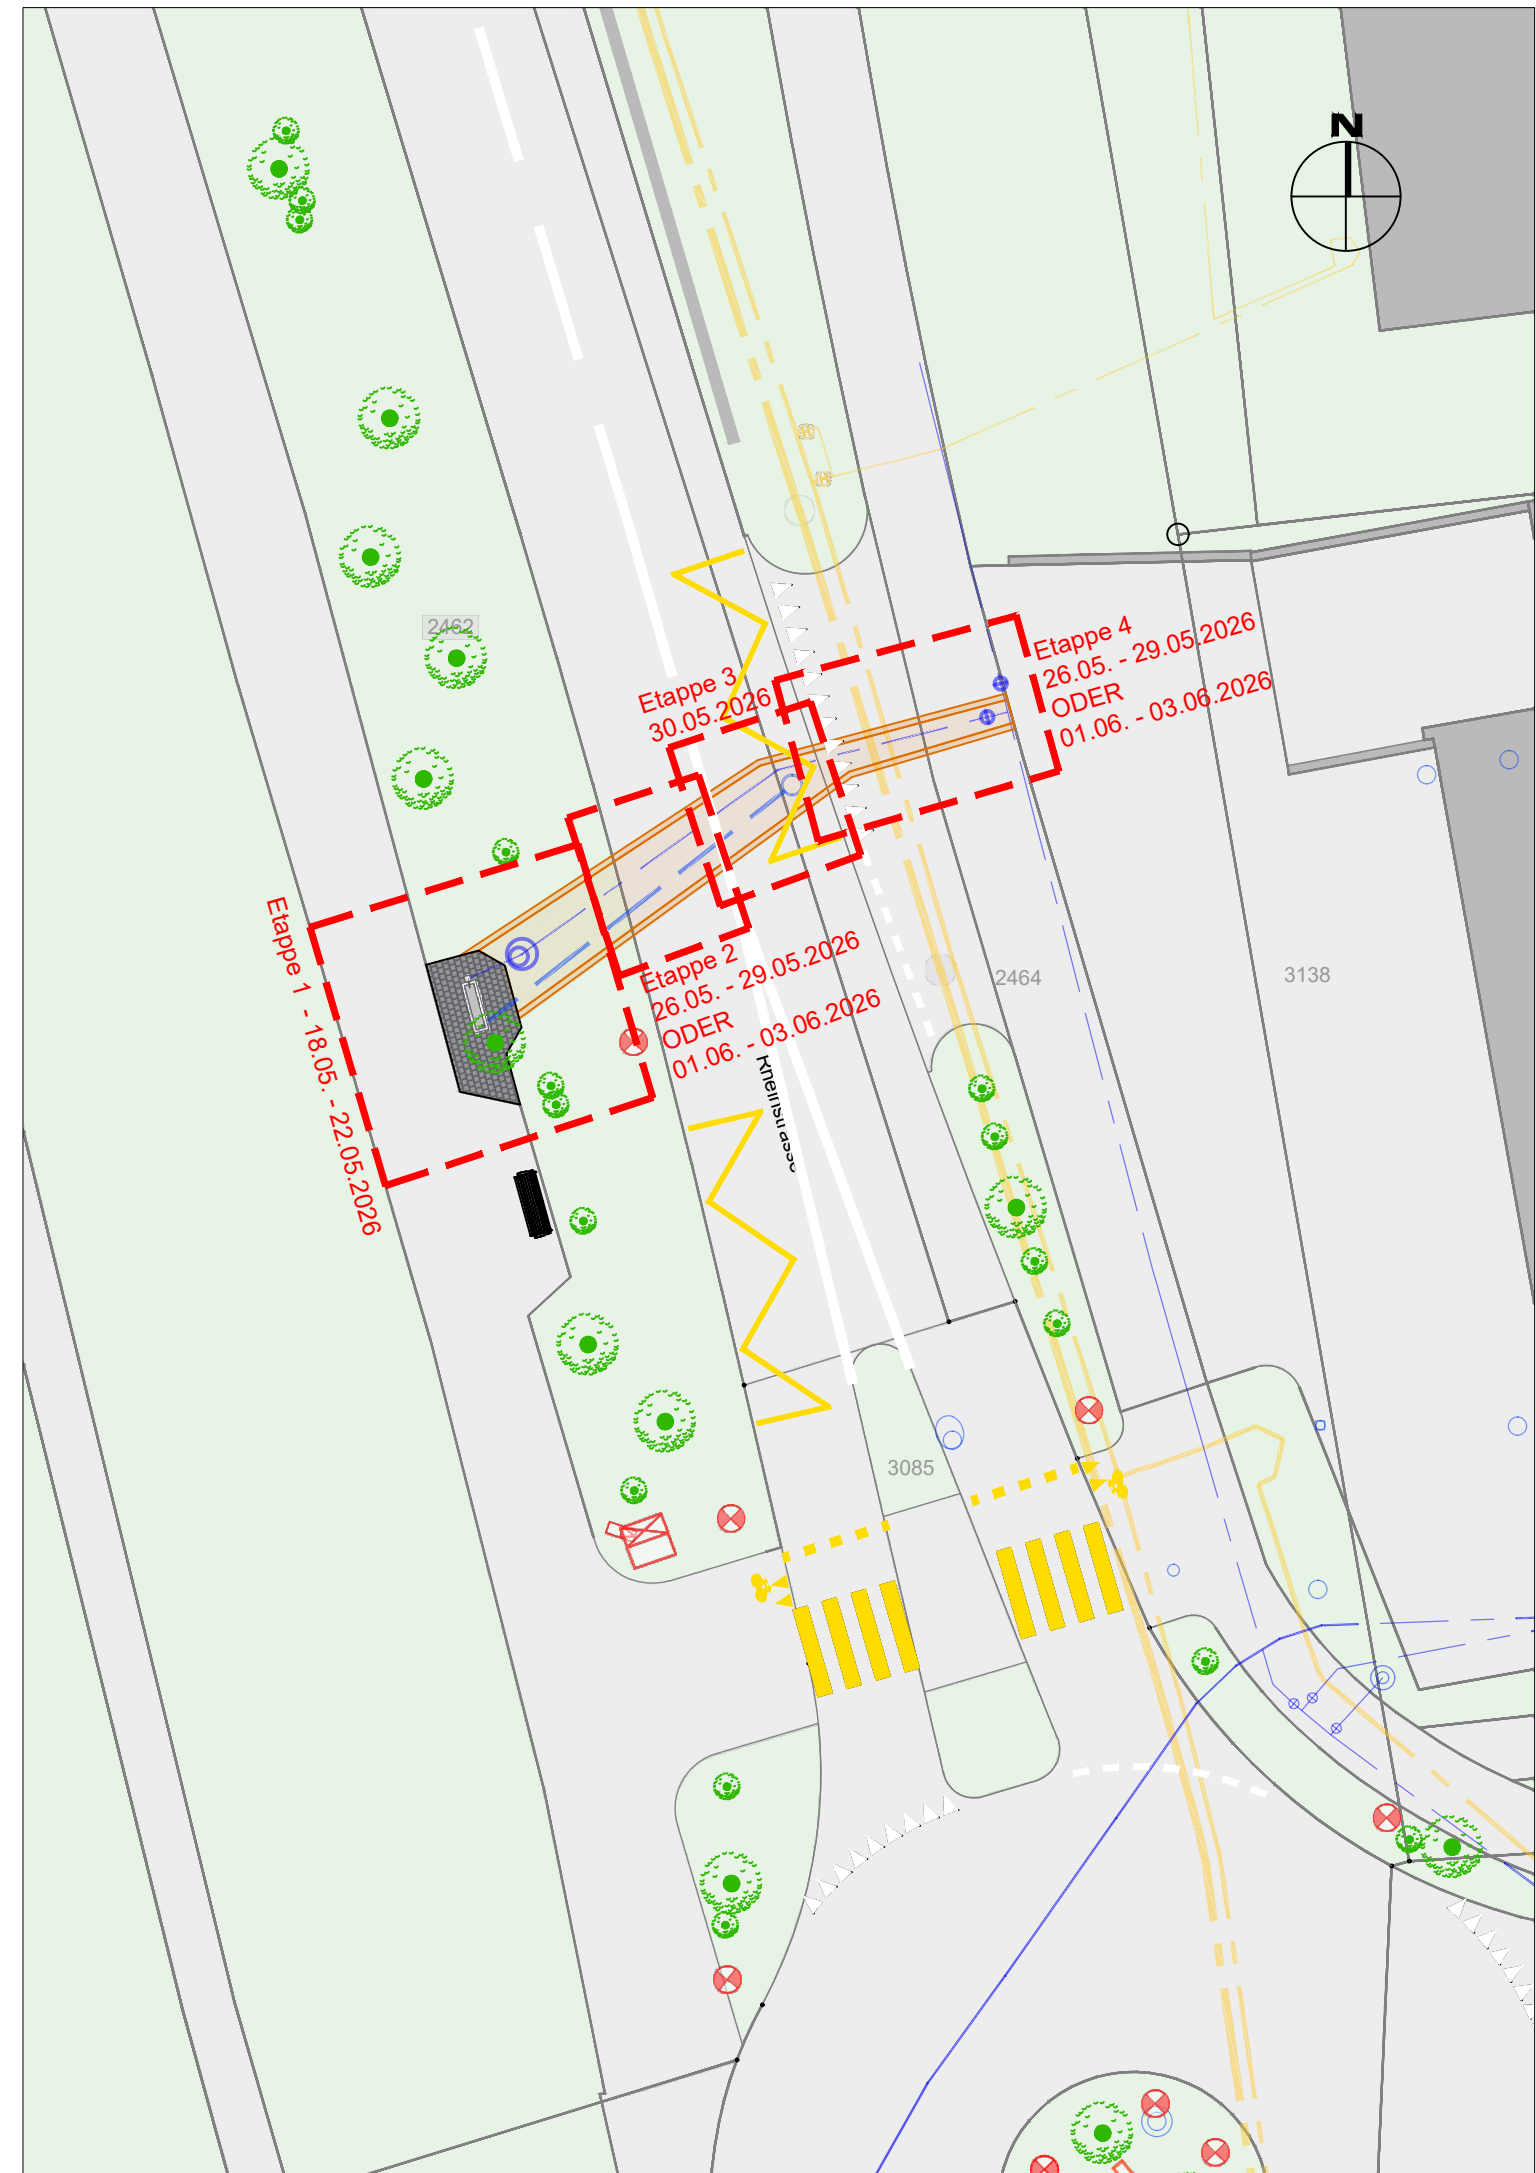 N
2462
Etappe 4
26.05. - 29.05.2026
ODER
01.06. - 03.06.2026
Etappe 3
30.05.2026
Etappe 1 - 18.05. - 22.05.2026
Etappe 2
26.05. - 29.05.2026
ODER
01.06. - 03.06.2026
2464
3138
Rheinstrasse
3085